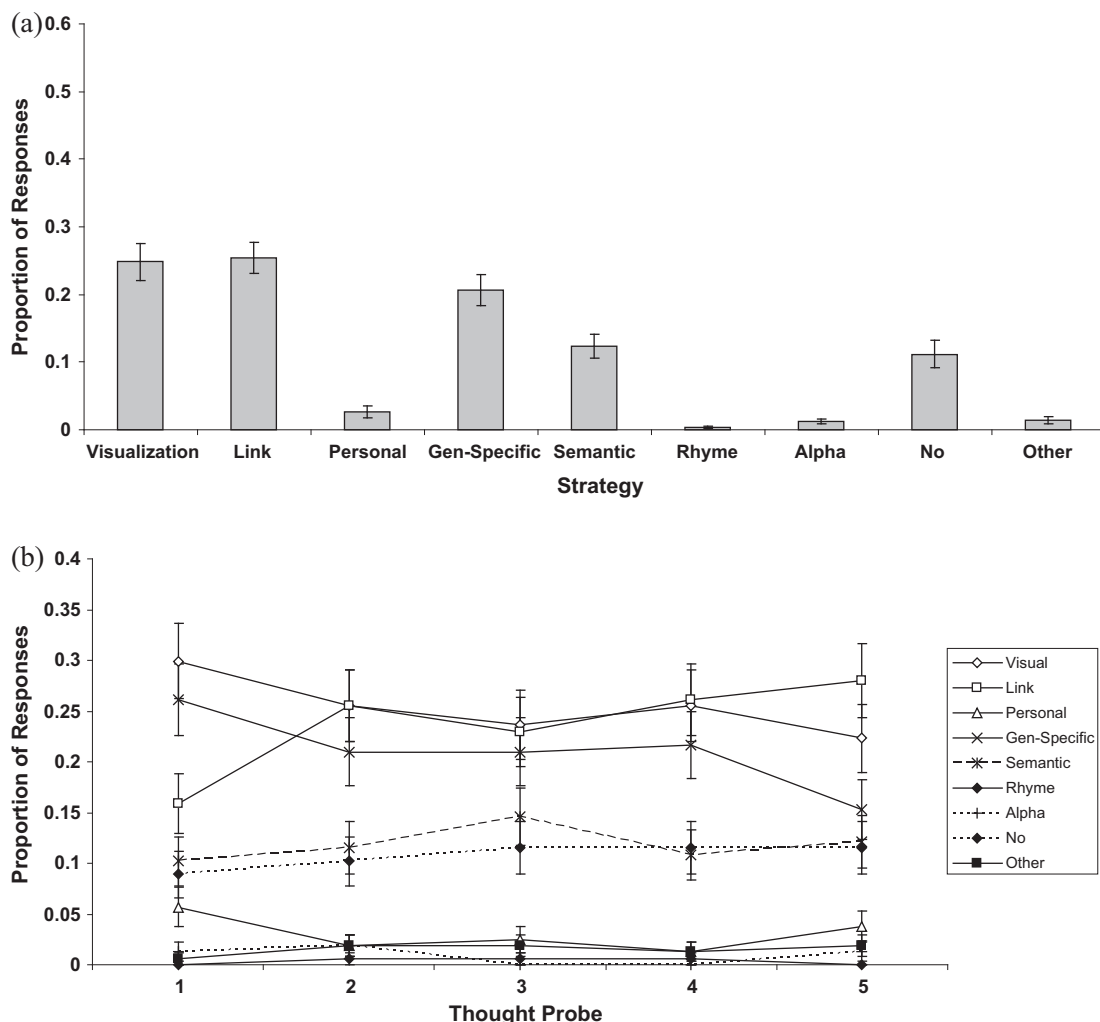 (a)
0.6
0.5
0.4
0.3
0.2
0.1
0
Proportion of Responses
Visualization Link Personal Gen-Specific Semantic Rhyme Alpha No Other
Strategy
(b)
0.4
0.35
0.3
0.25
0.2
0.15
0.1
0.05
0
Proportion of Responses
1 2 3 4 5
Thought Probe
Visual
Link
Personal
Gen-Specific
Semantic
Rhyme
Alpha
No
Other